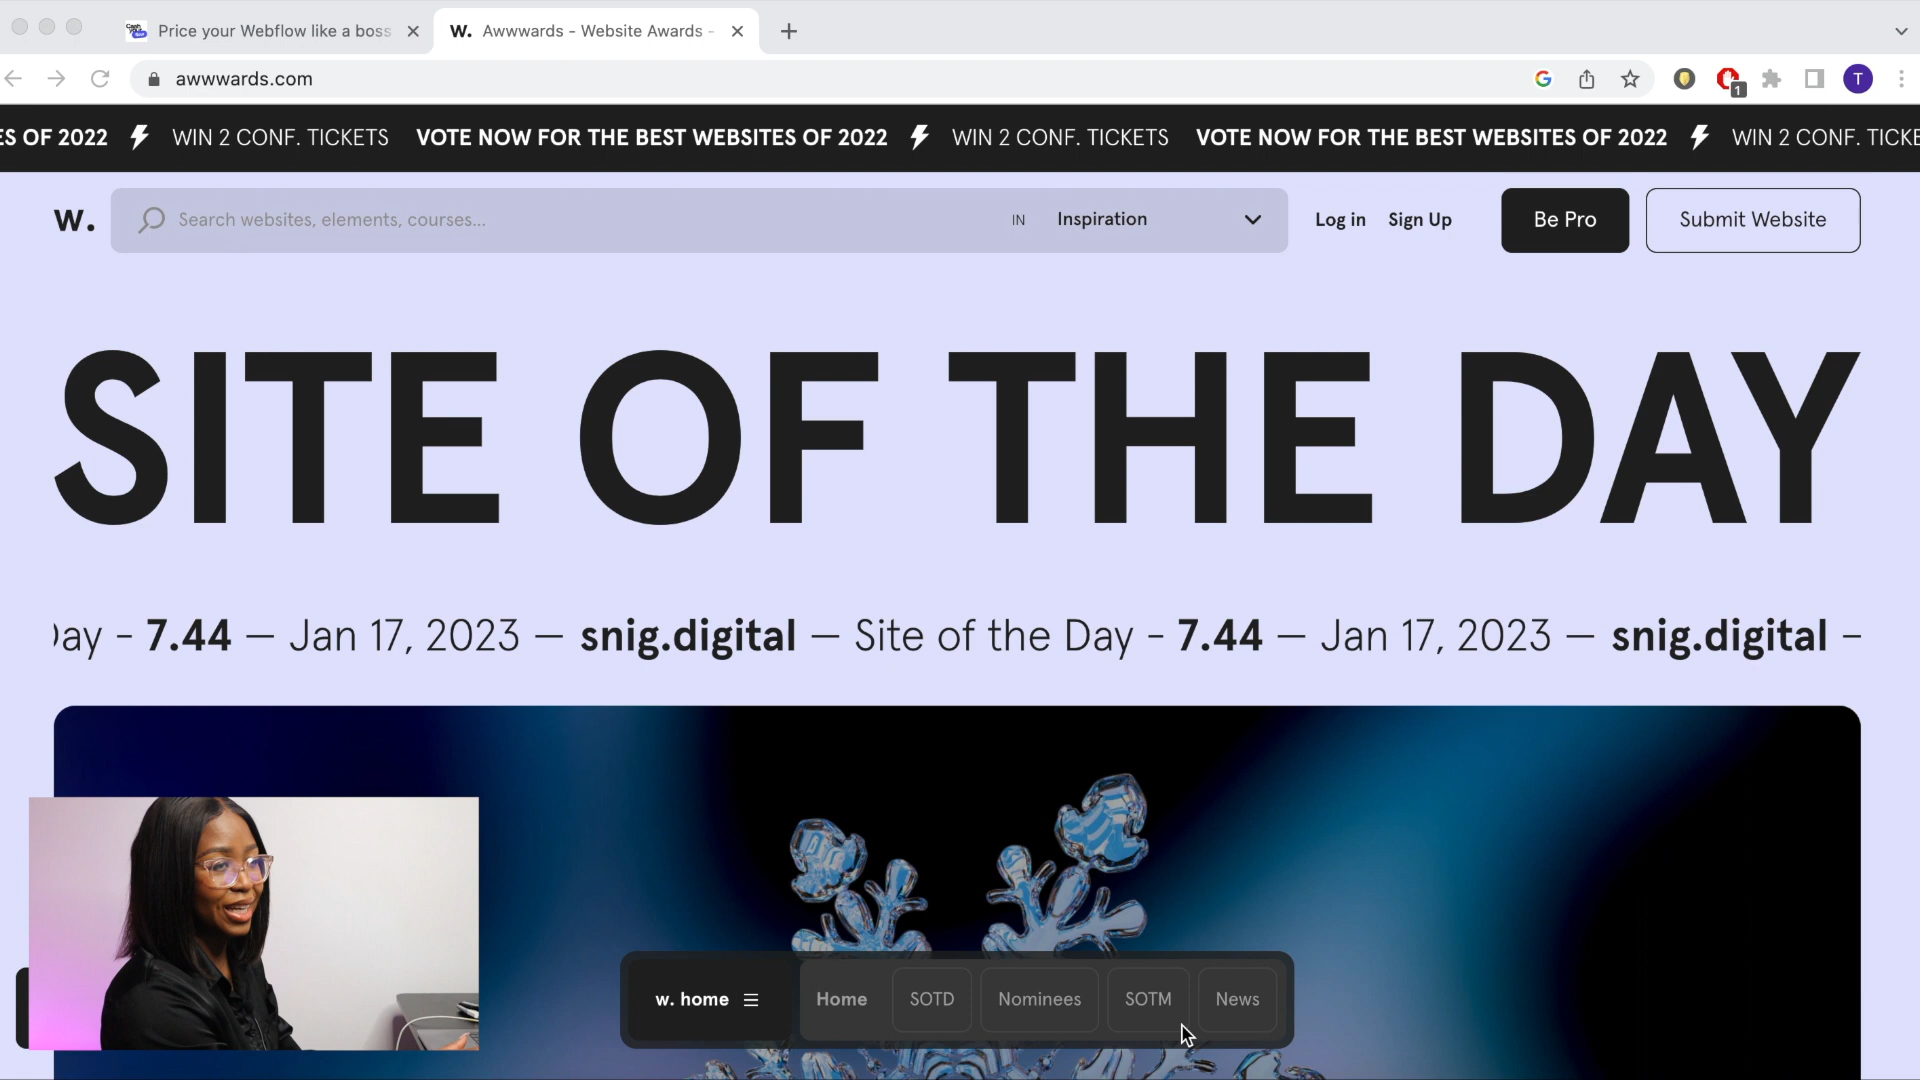 Price your Webflow like a boss
W. Awwwards - Website Awards -
awwwards.com
1
T
ES OF 2022 WIN 2 CONF. TICKETS VOTE NOW FOR THE BEST WEBSITES OF 2022 WIN 2 CONF. TICKETS VOTE NOW FOR THE BEST WEBSITES OF 2022 WIN 2 CONF. TICKE
W. Search websites, elements, courses... IN Inspiration Log in Sign Up Be Pro Submit Website
SITE OF THE DAY
Day - 7.44 — Jan 17, 2023 — snig.digital — Site of the Day - 7.44 — Jan 17, 2023 — snig.digital —
w. home Home SOTD Nominees SOTM News